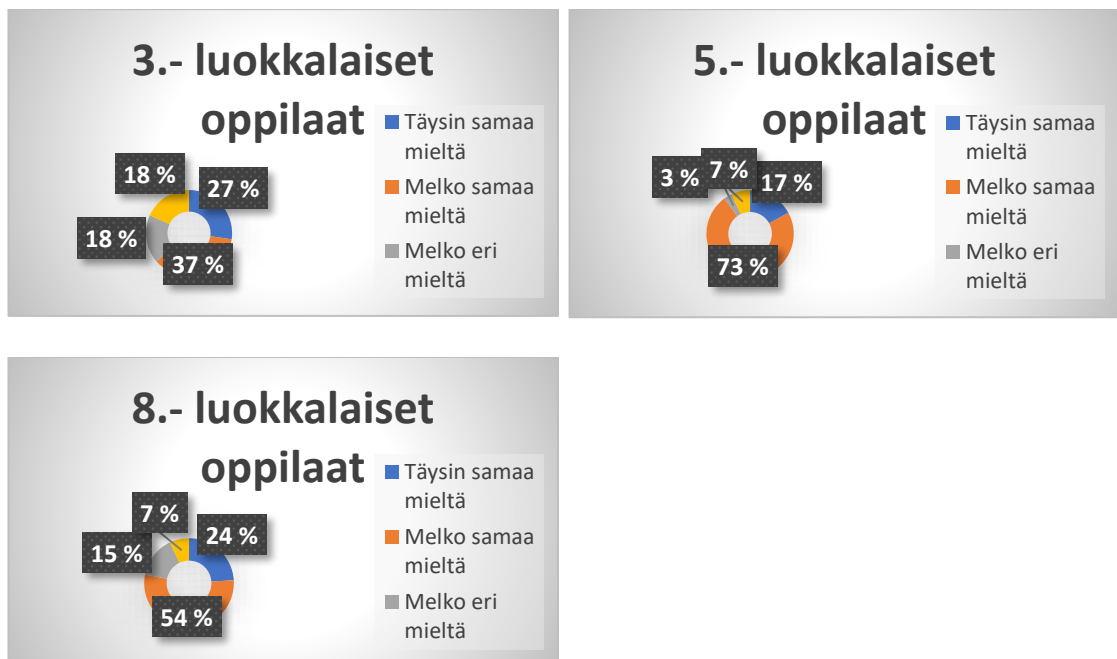 3.- luokkalaiset
oppilaat
Täysin samaa
mieltä
Melko samaa
mieltä
Melko eri
mieltä
18 %
27 %
18 %
37 %
5.- luokkalaiset
oppilaat
Täysin samaa
mieltä
Melko samaa
mieltä
Melko eri
mieltä
3 %
7 %
17 %
73 %
8.- luokkalaiset
oppilaat
Täysin samaa
mieltä
Melko samaa
mieltä
Melko eri
mieltä
7 %
24 %
15 %
54 %